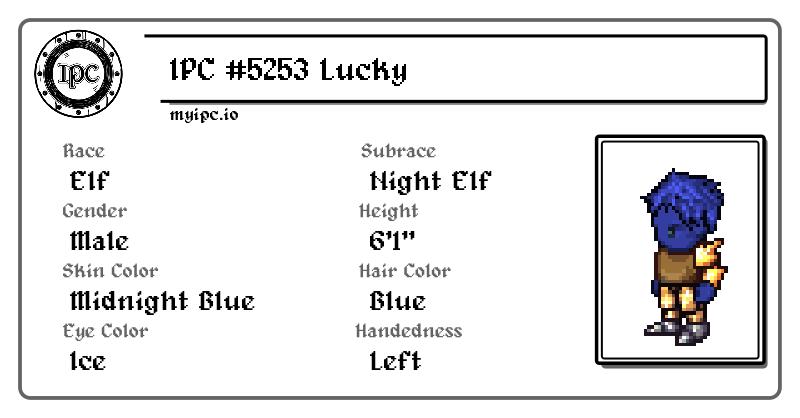 IPC
IPC #5253 Lucky
myipc.io
Race
Elf
Subrace
Night Elf
Gender
Male
Height
6'1"
Skin Color
Midnight Blue
Hair Color
Blue
Eye Color
Ice
Handedness
Left